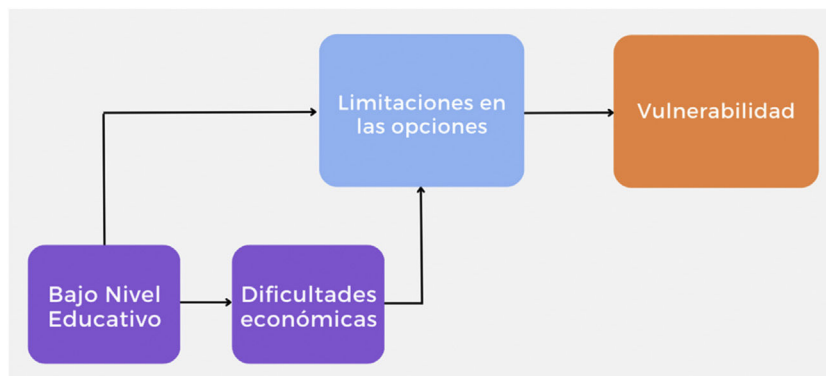 Limitaciones en
las opciones
Vulnerabilidad
Bajo Nivel
Educativo
Dificultades
económicas